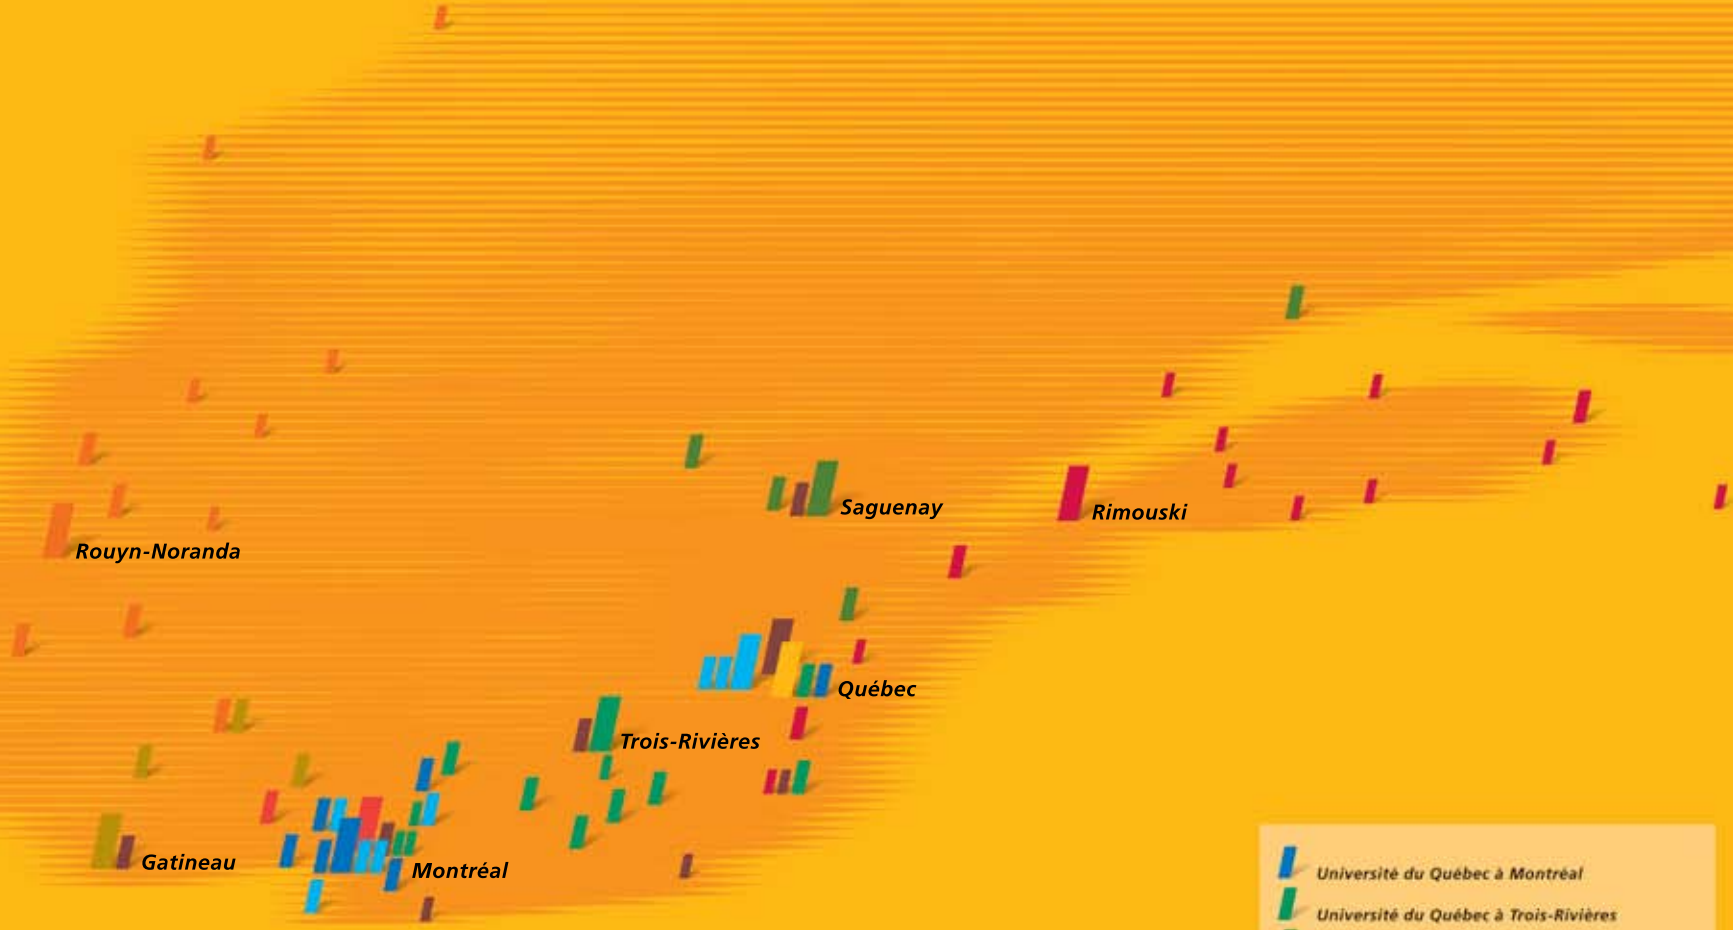 Saguenay
Rimouski
Rouyn-Noranda
Québec
Trois-Rivières
Gatineau
Montréal
Université du Québec à Montréal
Université du Québec à Trois-Rivières